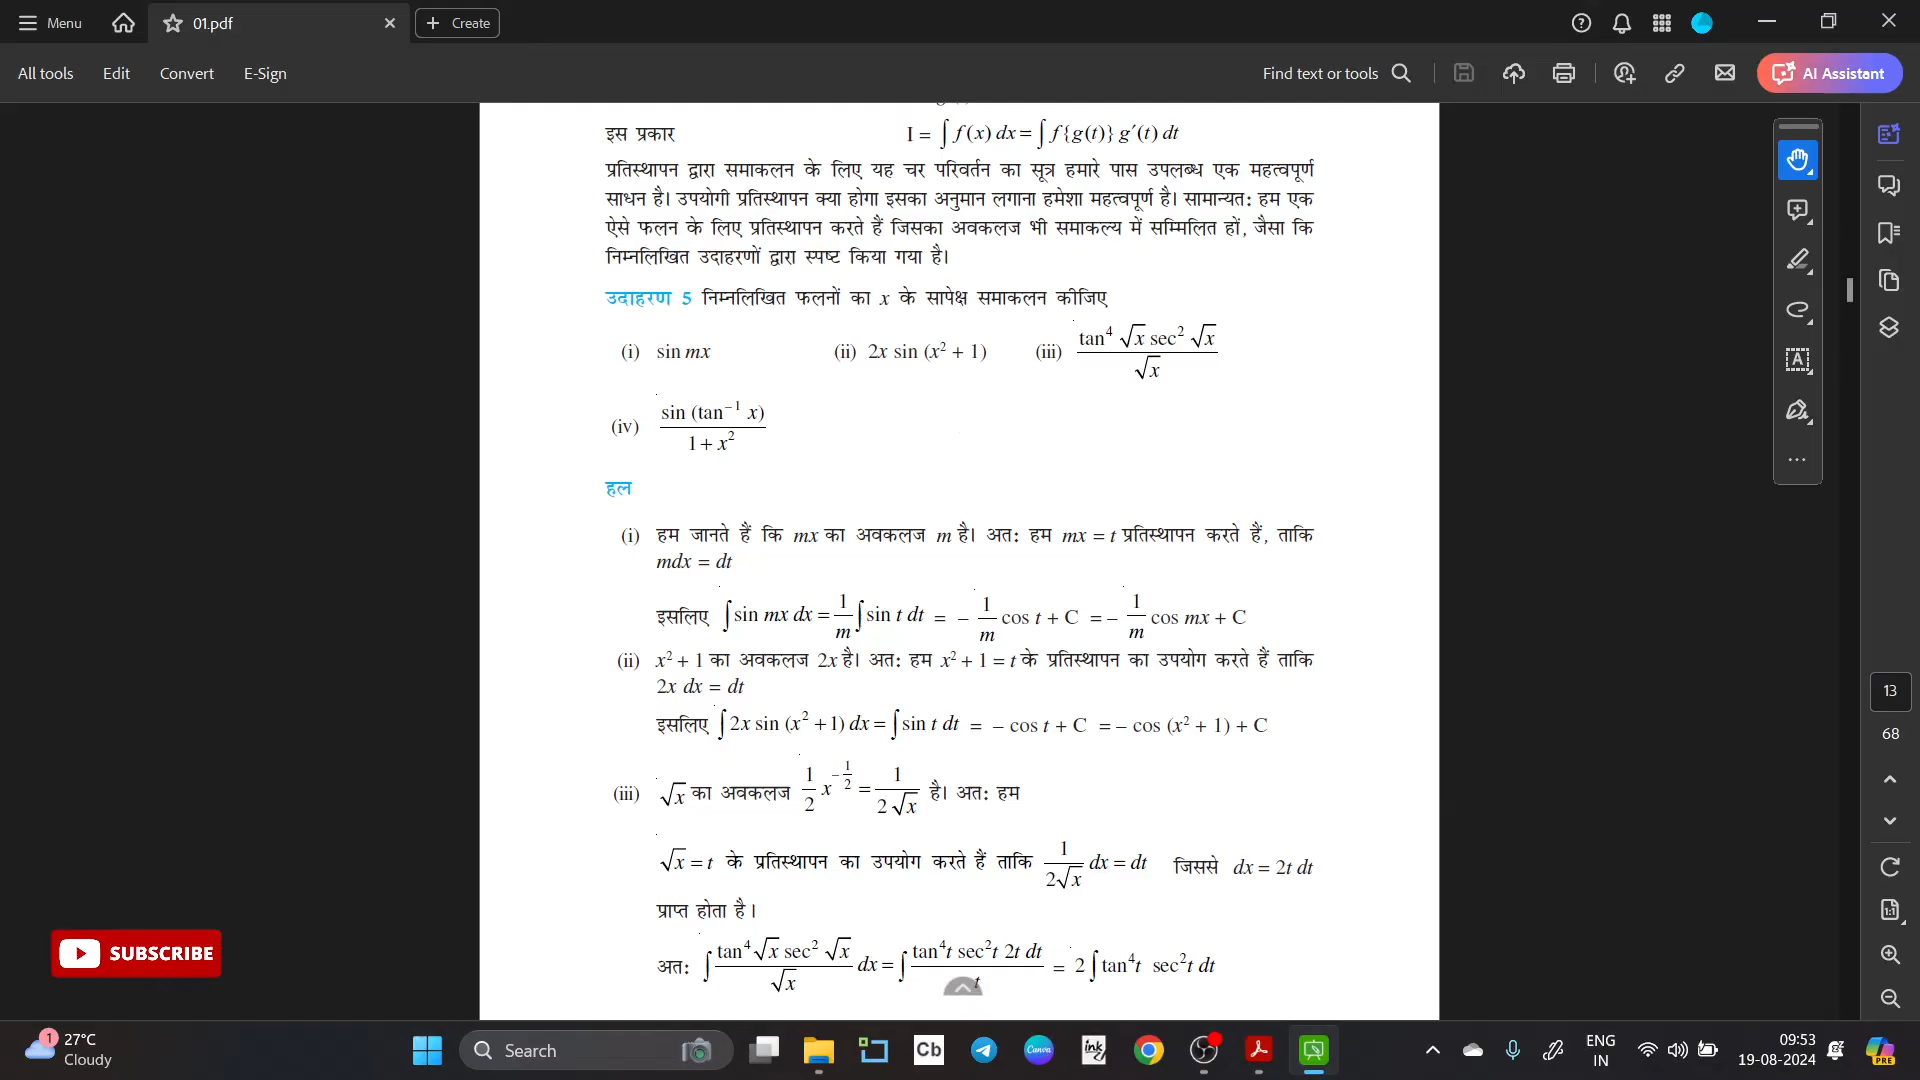 Menu
01.pdf
Create
All tools Edit Convert E-Sign
Find text or tools
AI Assistant
इस प्रकार I = ∫ f (x) dx = ∫ f{g(t)} g′(t) dt
प्रतिस्थापन द्वारा समाकलन के लिए यह चर परिवर्तन का सूत्र हमारे पास उपलब्ध एक महत्वपूर्ण
साधन है। उपयोगी प्रतिस्थापन क्या होगा इसका अनुमान लगाना हमेशा महत्वपूर्ण है। सामान्यत: हम एक
ऐसे फलन के लिए प्रतिस्थापन करते हैं जिसका अवकलज भी समाकल्य में सम्मिलित हों, जैसा कि
निम्नलिखित उदाहरणों द्वारा स्पष्ट किया गया है।
उदाहरण 5 निम्नलिखित फलनों का x के सापेक्ष समाकलन कीजिए
(i) sin mx (ii) 2x sin (x² + 1) (iii) tan⁴ √x sec² √x / √x
(iv) sin (tan⁻¹ x) / 1 + x²
हल
(i) हम जानते हैं कि mx का अवकलज m है। अत: हम mx = t प्रतिस्थापन करते हैं, ताकि
mdx = dt
इसलिए ∫ sin mx dx = 1/m ∫ sin t dt = – 1/m cos t + C = – 1/m cos mx + C
(ii) x² + 1 का अवकलज 2x है। अत: हम x² + 1 = t के प्रतिस्थापन का उपयोग करते हैं ताकि
2x dx = dt
इसलिए ∫ 2x sin (x² + 1) dx = ∫ sin t dt = – cos t + C = – cos (x² + 1) + C
(iii) √x का अवकलज 1/2 x^(–1/2) = 1/(2√x) है। अत: हम
√x = t के प्रतिस्थापन का उपयोग करते हैं ताकि 1/(2√x) dx = dt जिससे dx = 2t dt
प्राप्त होता है।
अत: ∫ tan⁴ √x sec² √x / √x dx = ∫ tan⁴t sec²t 2t dt / t = 2 ∫ tan⁴t sec²t dt
13
68
SUBSCRIBE
1
27°C
Cloudy
Search
Cb
Canva
ink
ENG
IN
09:53
19-08-2024
PRE